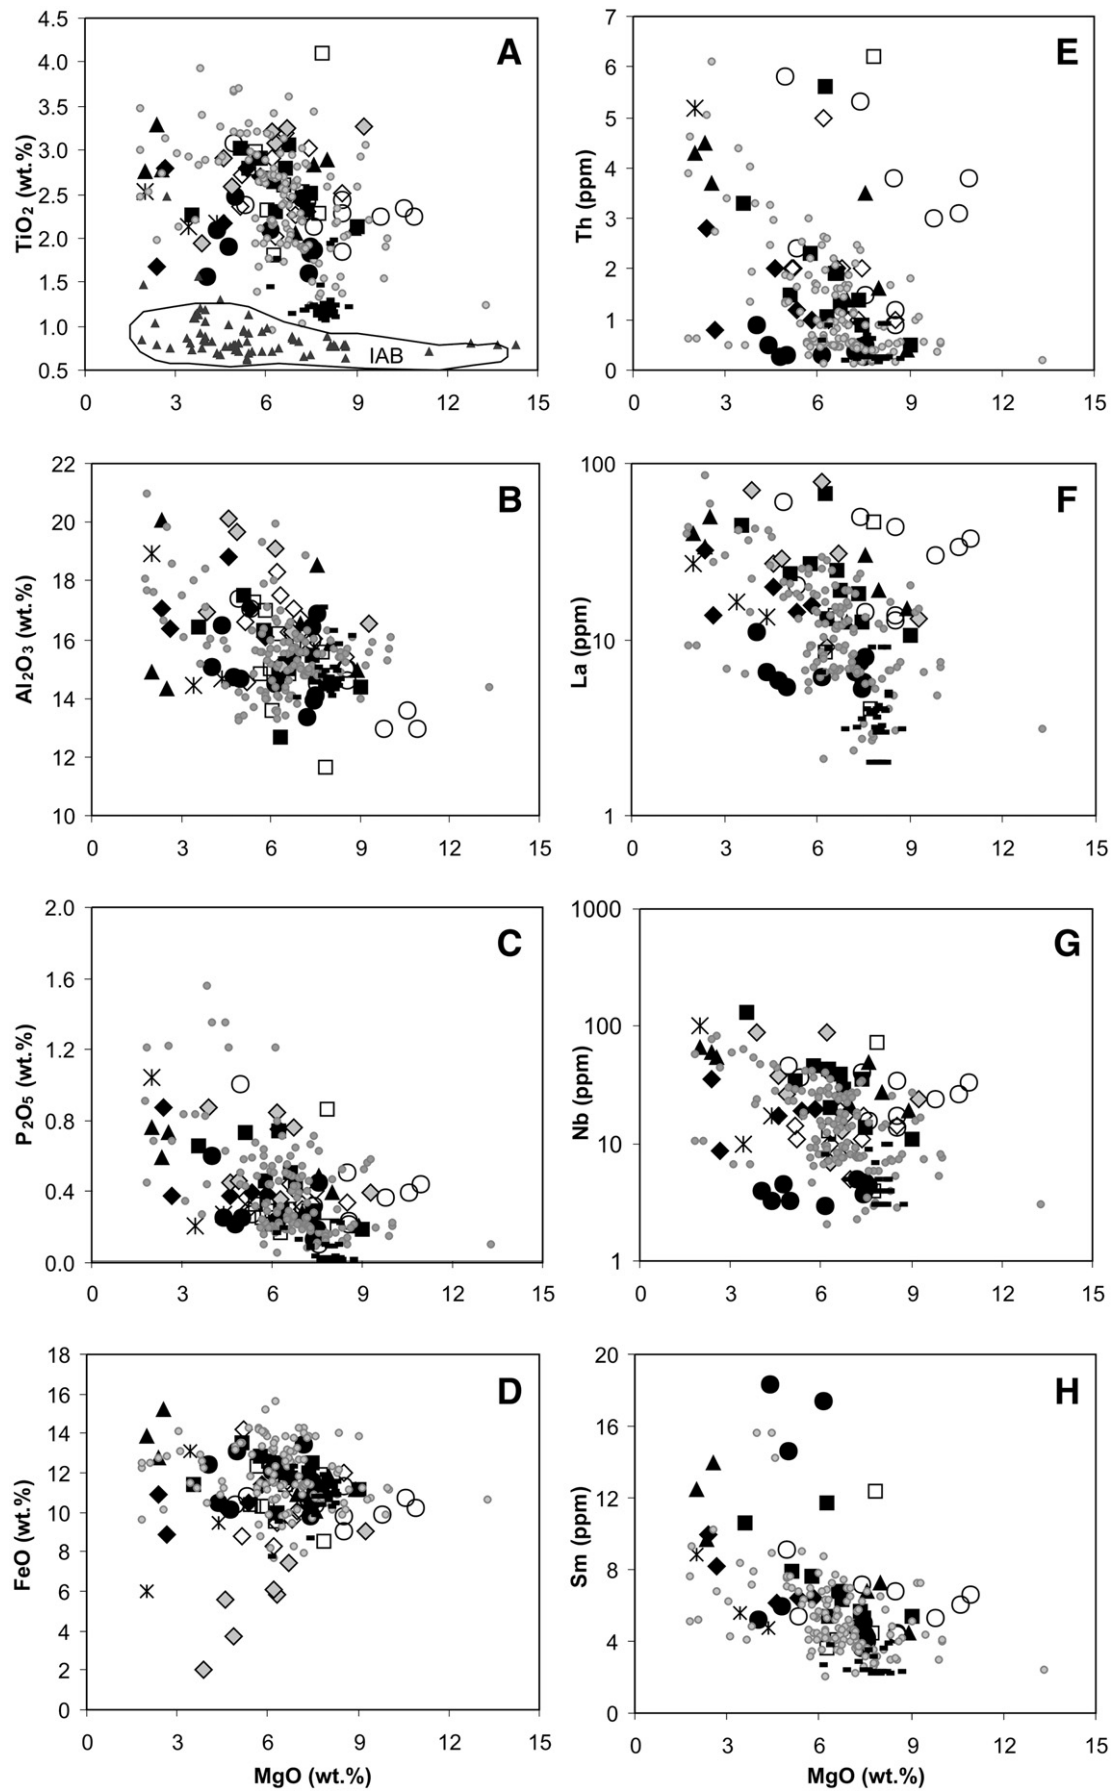 4.5
4.0
3.5
3.0
2.5
2.0
1.5
1.0
0.5
TiO₂ (wt.%)
A
IAB
0 3 6 9 12 15
7
6
5
4
3
2
1
0
Th (ppm)
E
0 3 6 9 12 15
22
20
18
16
14
12
10
Al₂O₃ (wt.%)
B
0 3 6 9 12 15
100
10
1
La (ppm)
F
0 3 6 9 12 15
2.0
1.6
1.2
0.8
0.4
0.0
P₂O₅ (wt.%)
C
0 3 6 9 12 15
1000
100
10
1
Nb (ppm)
G
0 3 6 9 12 15
18
16
14
12
10
8
6
4
2
0
FeO (wt.%)
D
0 3 6 9 12 15
MgO (wt.%)
20
16
12
8
4
0
Sm (ppm)
H
0 3 6 9 12 15
MgO (wt.%)